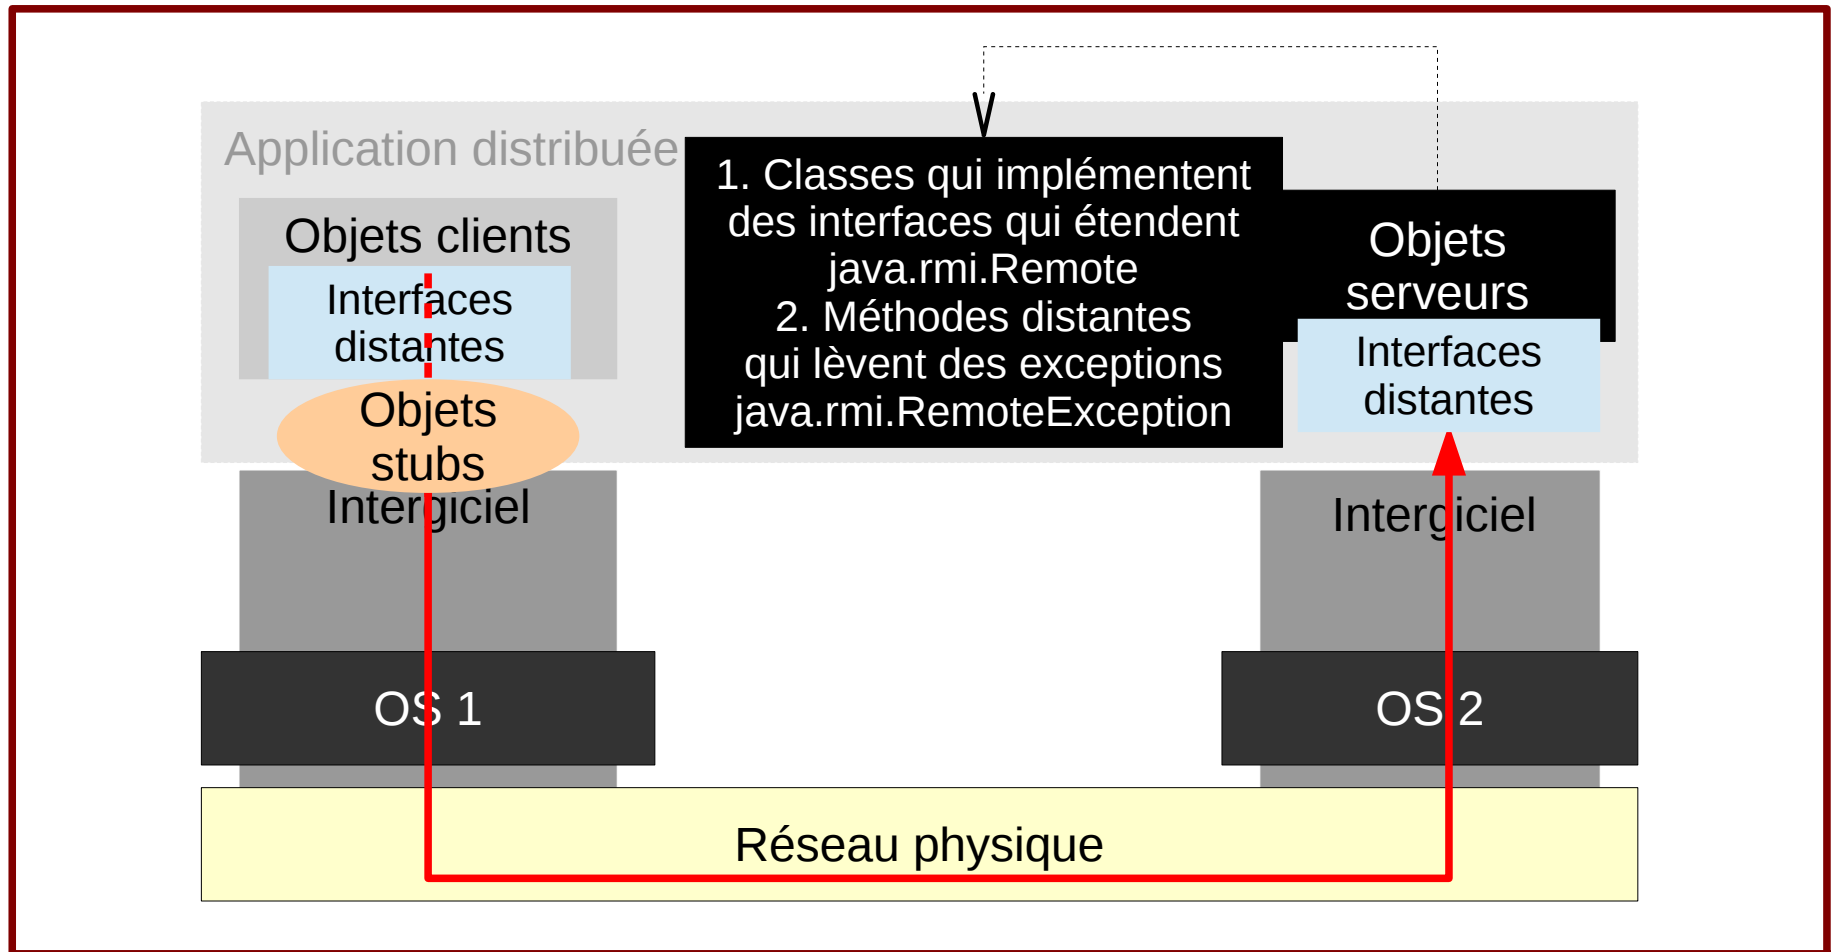 Application distribuée
Objets clients
Interfaces
distantes
Objets
stubs
Intergiciel
OS 1
1. Classes qui implémentent
des interfaces qui étendent
java.rmi.Remote
2. Méthodes distantes
qui lèvent des exceptions
java.rmi.RemoteException
Objets
serveurs
Interfaces
distantes
Intergiciel
OS 2
Réseau physique